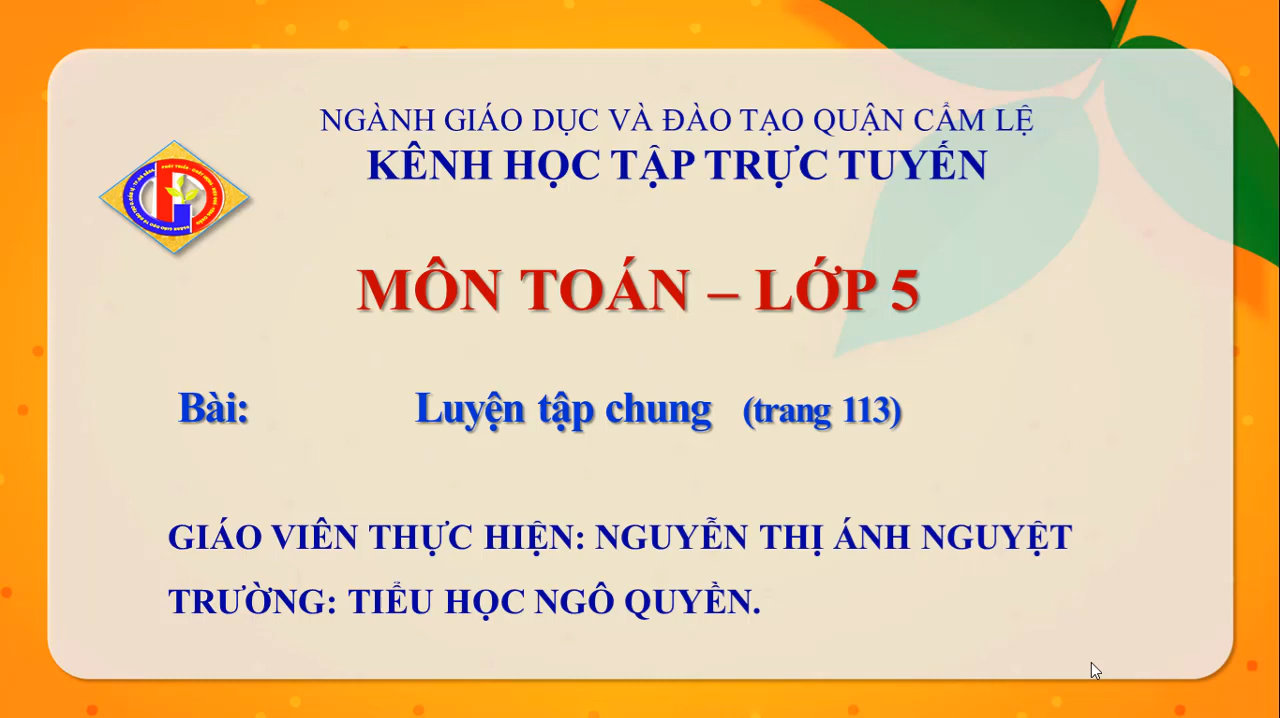 NGÀNH GIÁO DỤC VÀ ĐÀO TẠO QUẬN CẨM LỆ
KÊNH HỌC TẬP TRỰC TUYẾN
MÔN TOÁN – LỚP 5
Bài: Luyện tập chung (trang 113)
GIÁO VIÊN THỰC HIỆN: NGUYỄN THỊ ÁNH NGUYỆT
TRƯỜNG: TIỂU HỌC NGÔ QUYỀN.